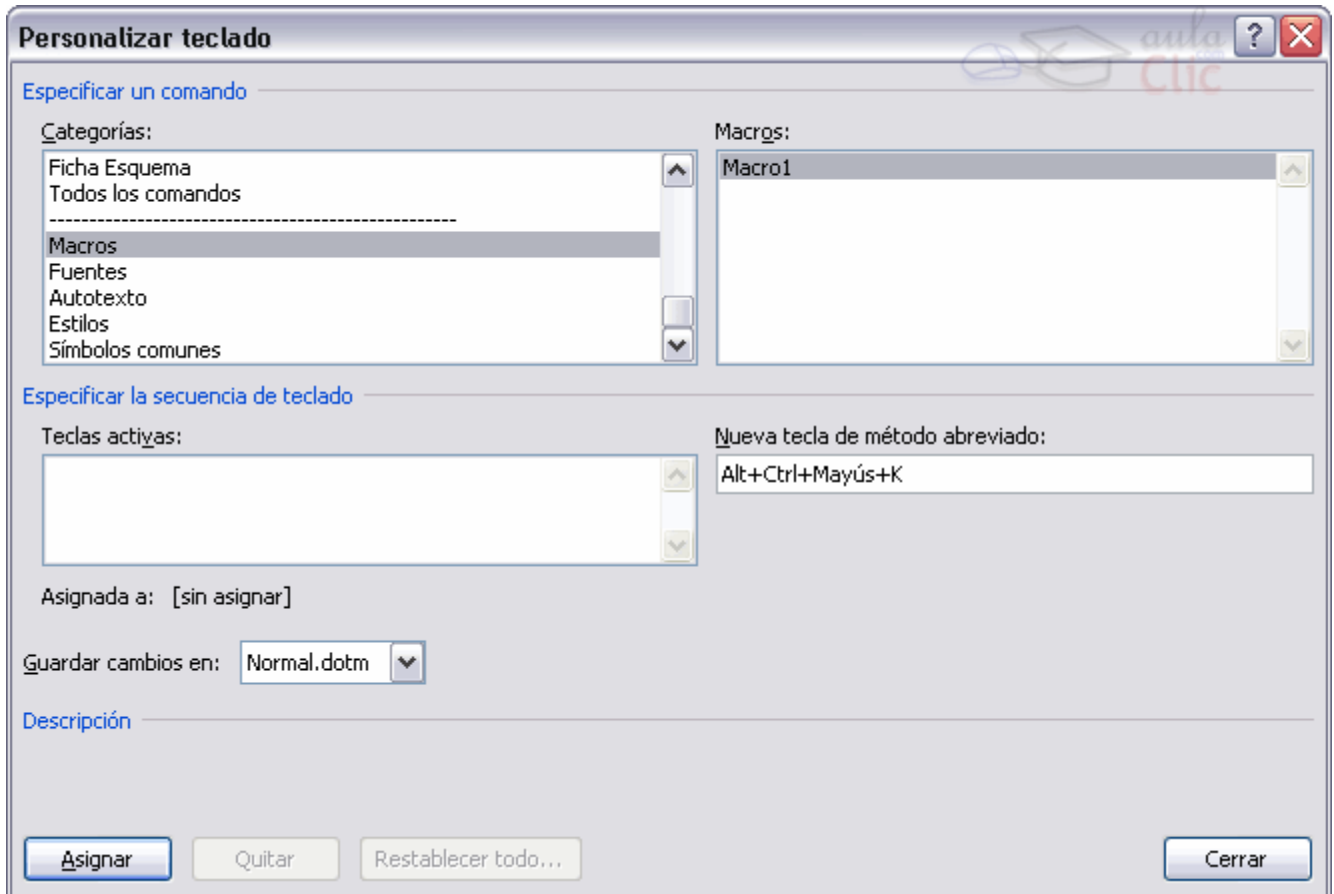 Personalizar teclado
aula
.com
Clic
?
Especificar un comando
Categorías:
Ficha Esquema
Todos los comandos
---------------------------------------------------
Macros
Fuentes
Autotexto
Estilos
Símbolos comunes
Macros:
Macro1
Especificar la secuencia de teclado
Teclas activas:
Nueva tecla de método abreviado:
Alt+Ctrl+Mayús+K
Asignada a: [sin asignar]
Guardar cambios en: Normal.dotm
Descripción
Asignar Quitar Restablecer todo... Cerrar